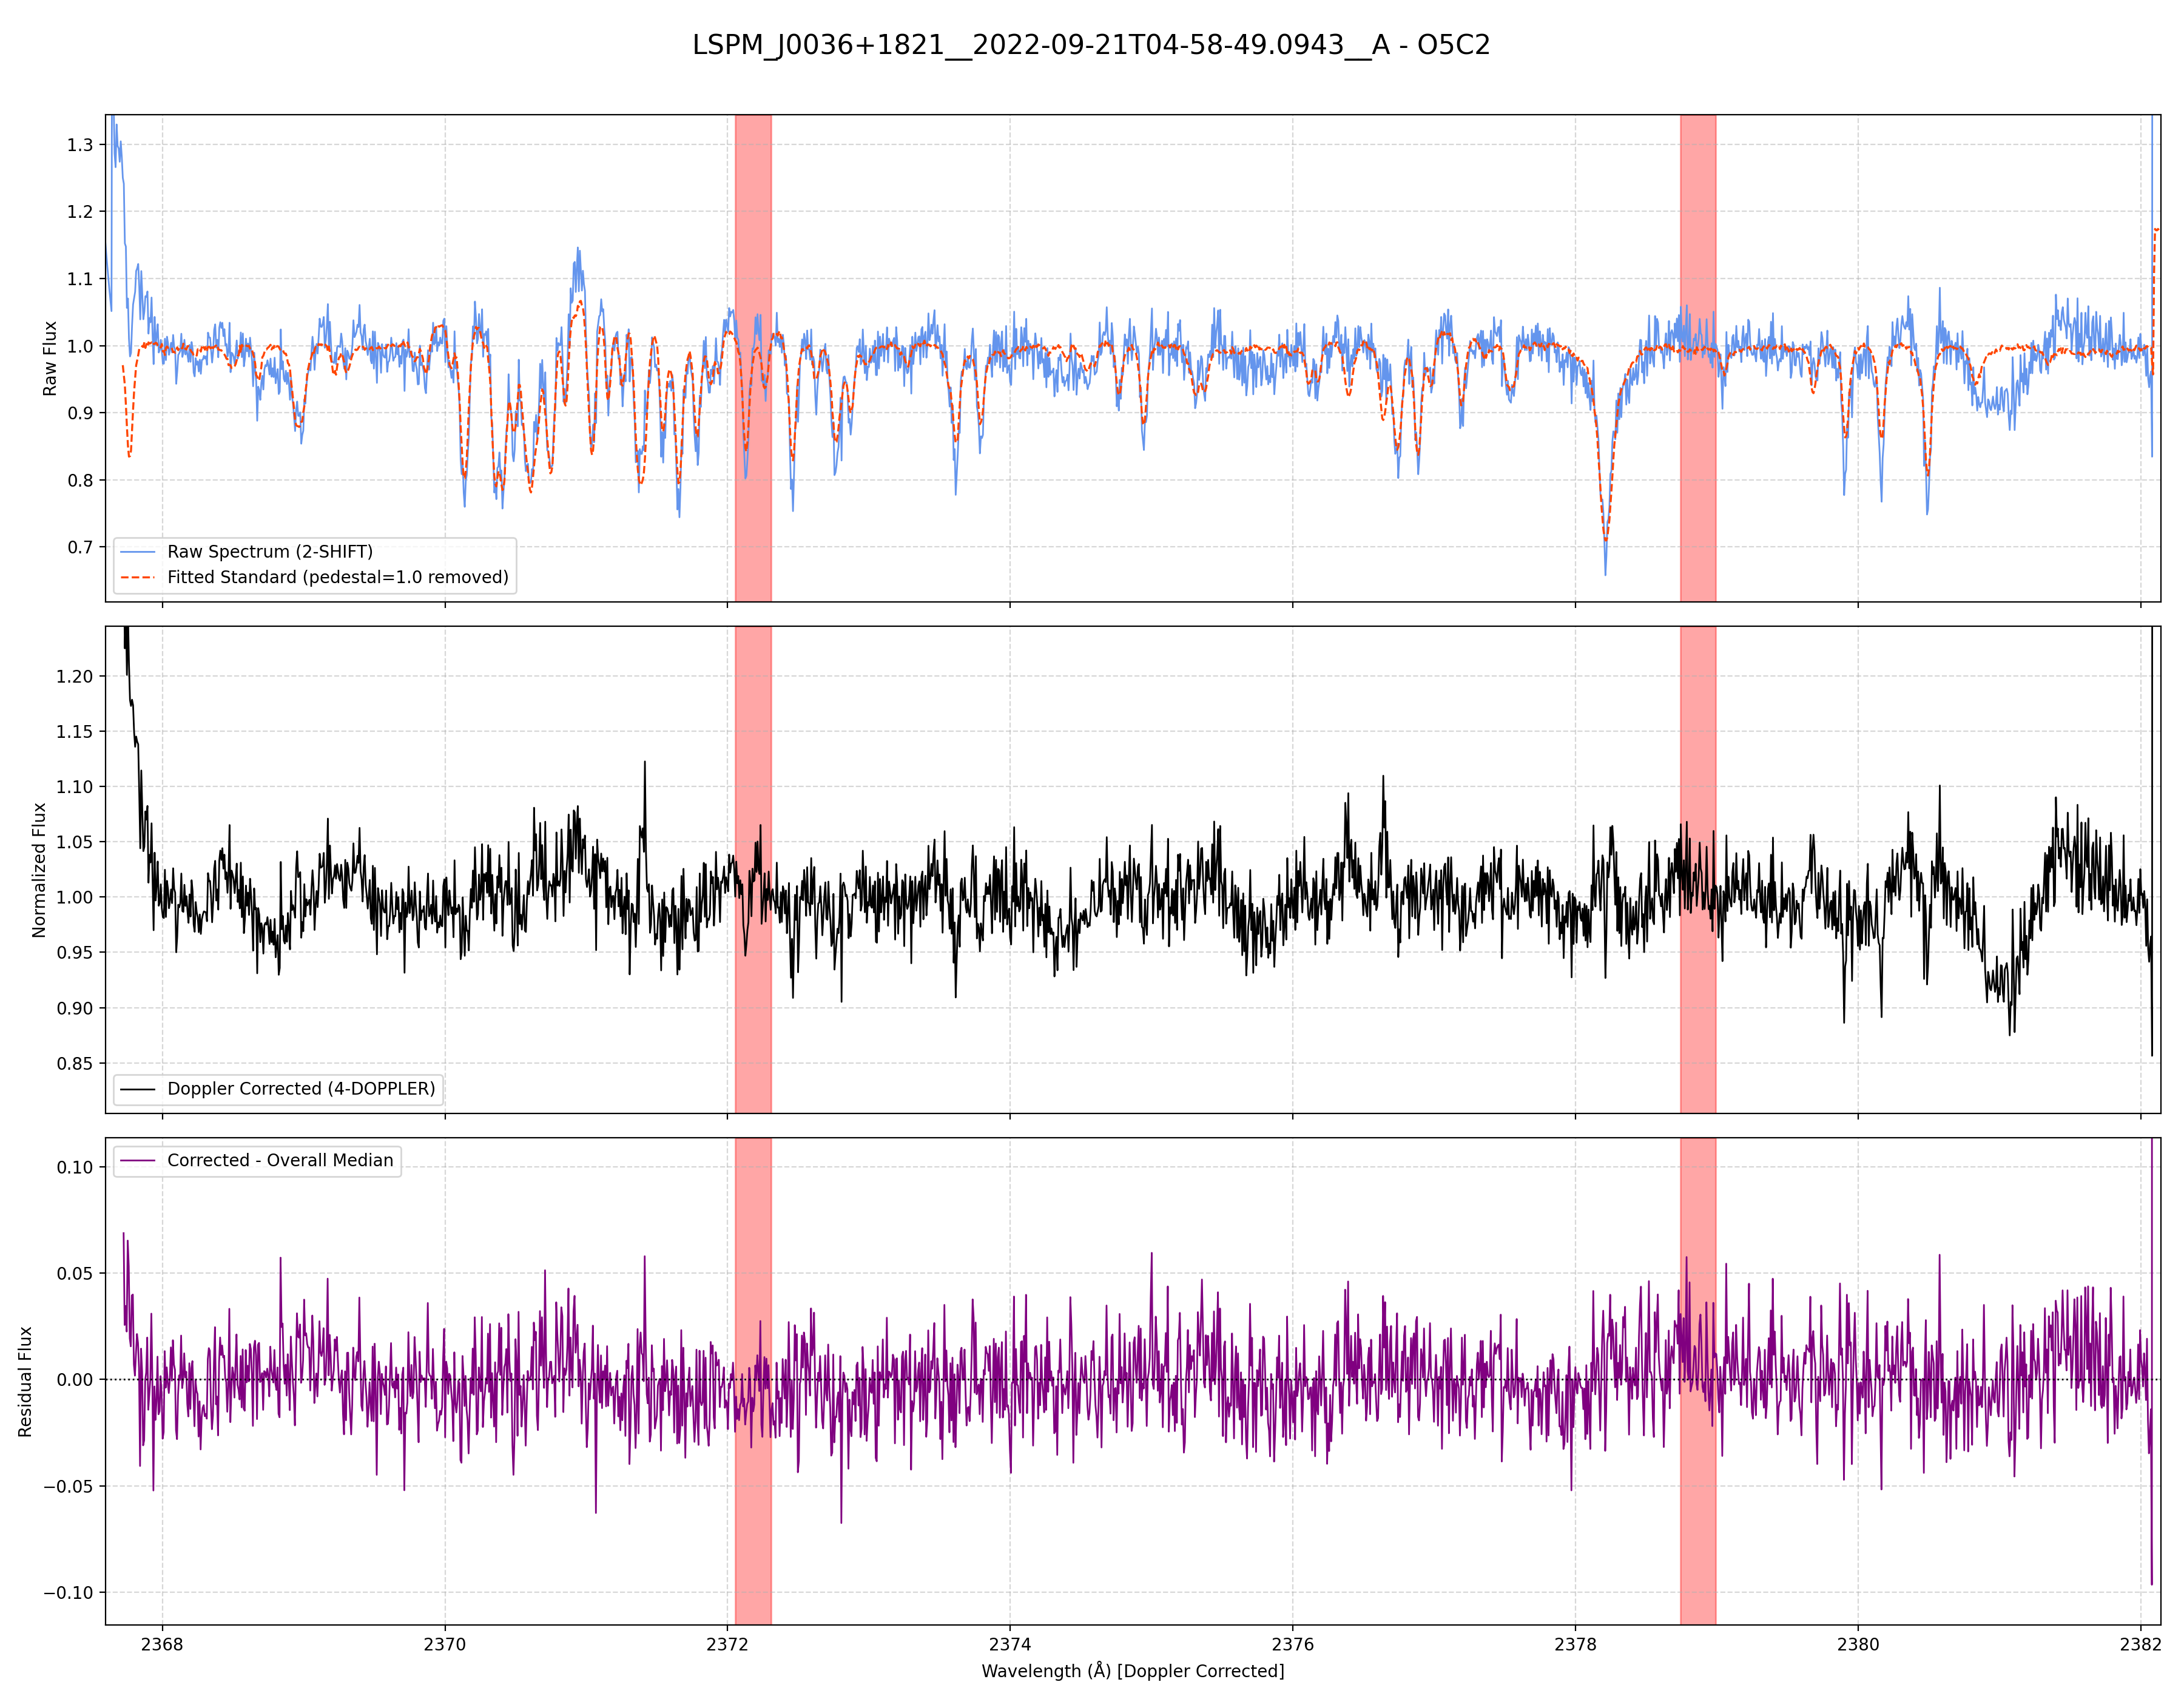 LSPM_J0036+1821__2022-09-21T04-58-49.0943__A - O5C2
1.3
1.2
1.1
1.0
0.9
0.8
0.7
Raw Flux
Raw Spectrum (2-SHIFT)
Fitted Standard (pedestal=1.0 removed)
1.20
1.15
1.10
1.05
1.00
0.95
0.90
0.85
Normalized Flux
Doppler Corrected (4-DOPPLER)
Corrected - Overall Median
0.10
0.05
0.00
−0.05
−0.10
Residual Flux
2368 2370 2372 2374 2376 2378 2380 2382
Wavelength (Å) [Doppler Corrected]